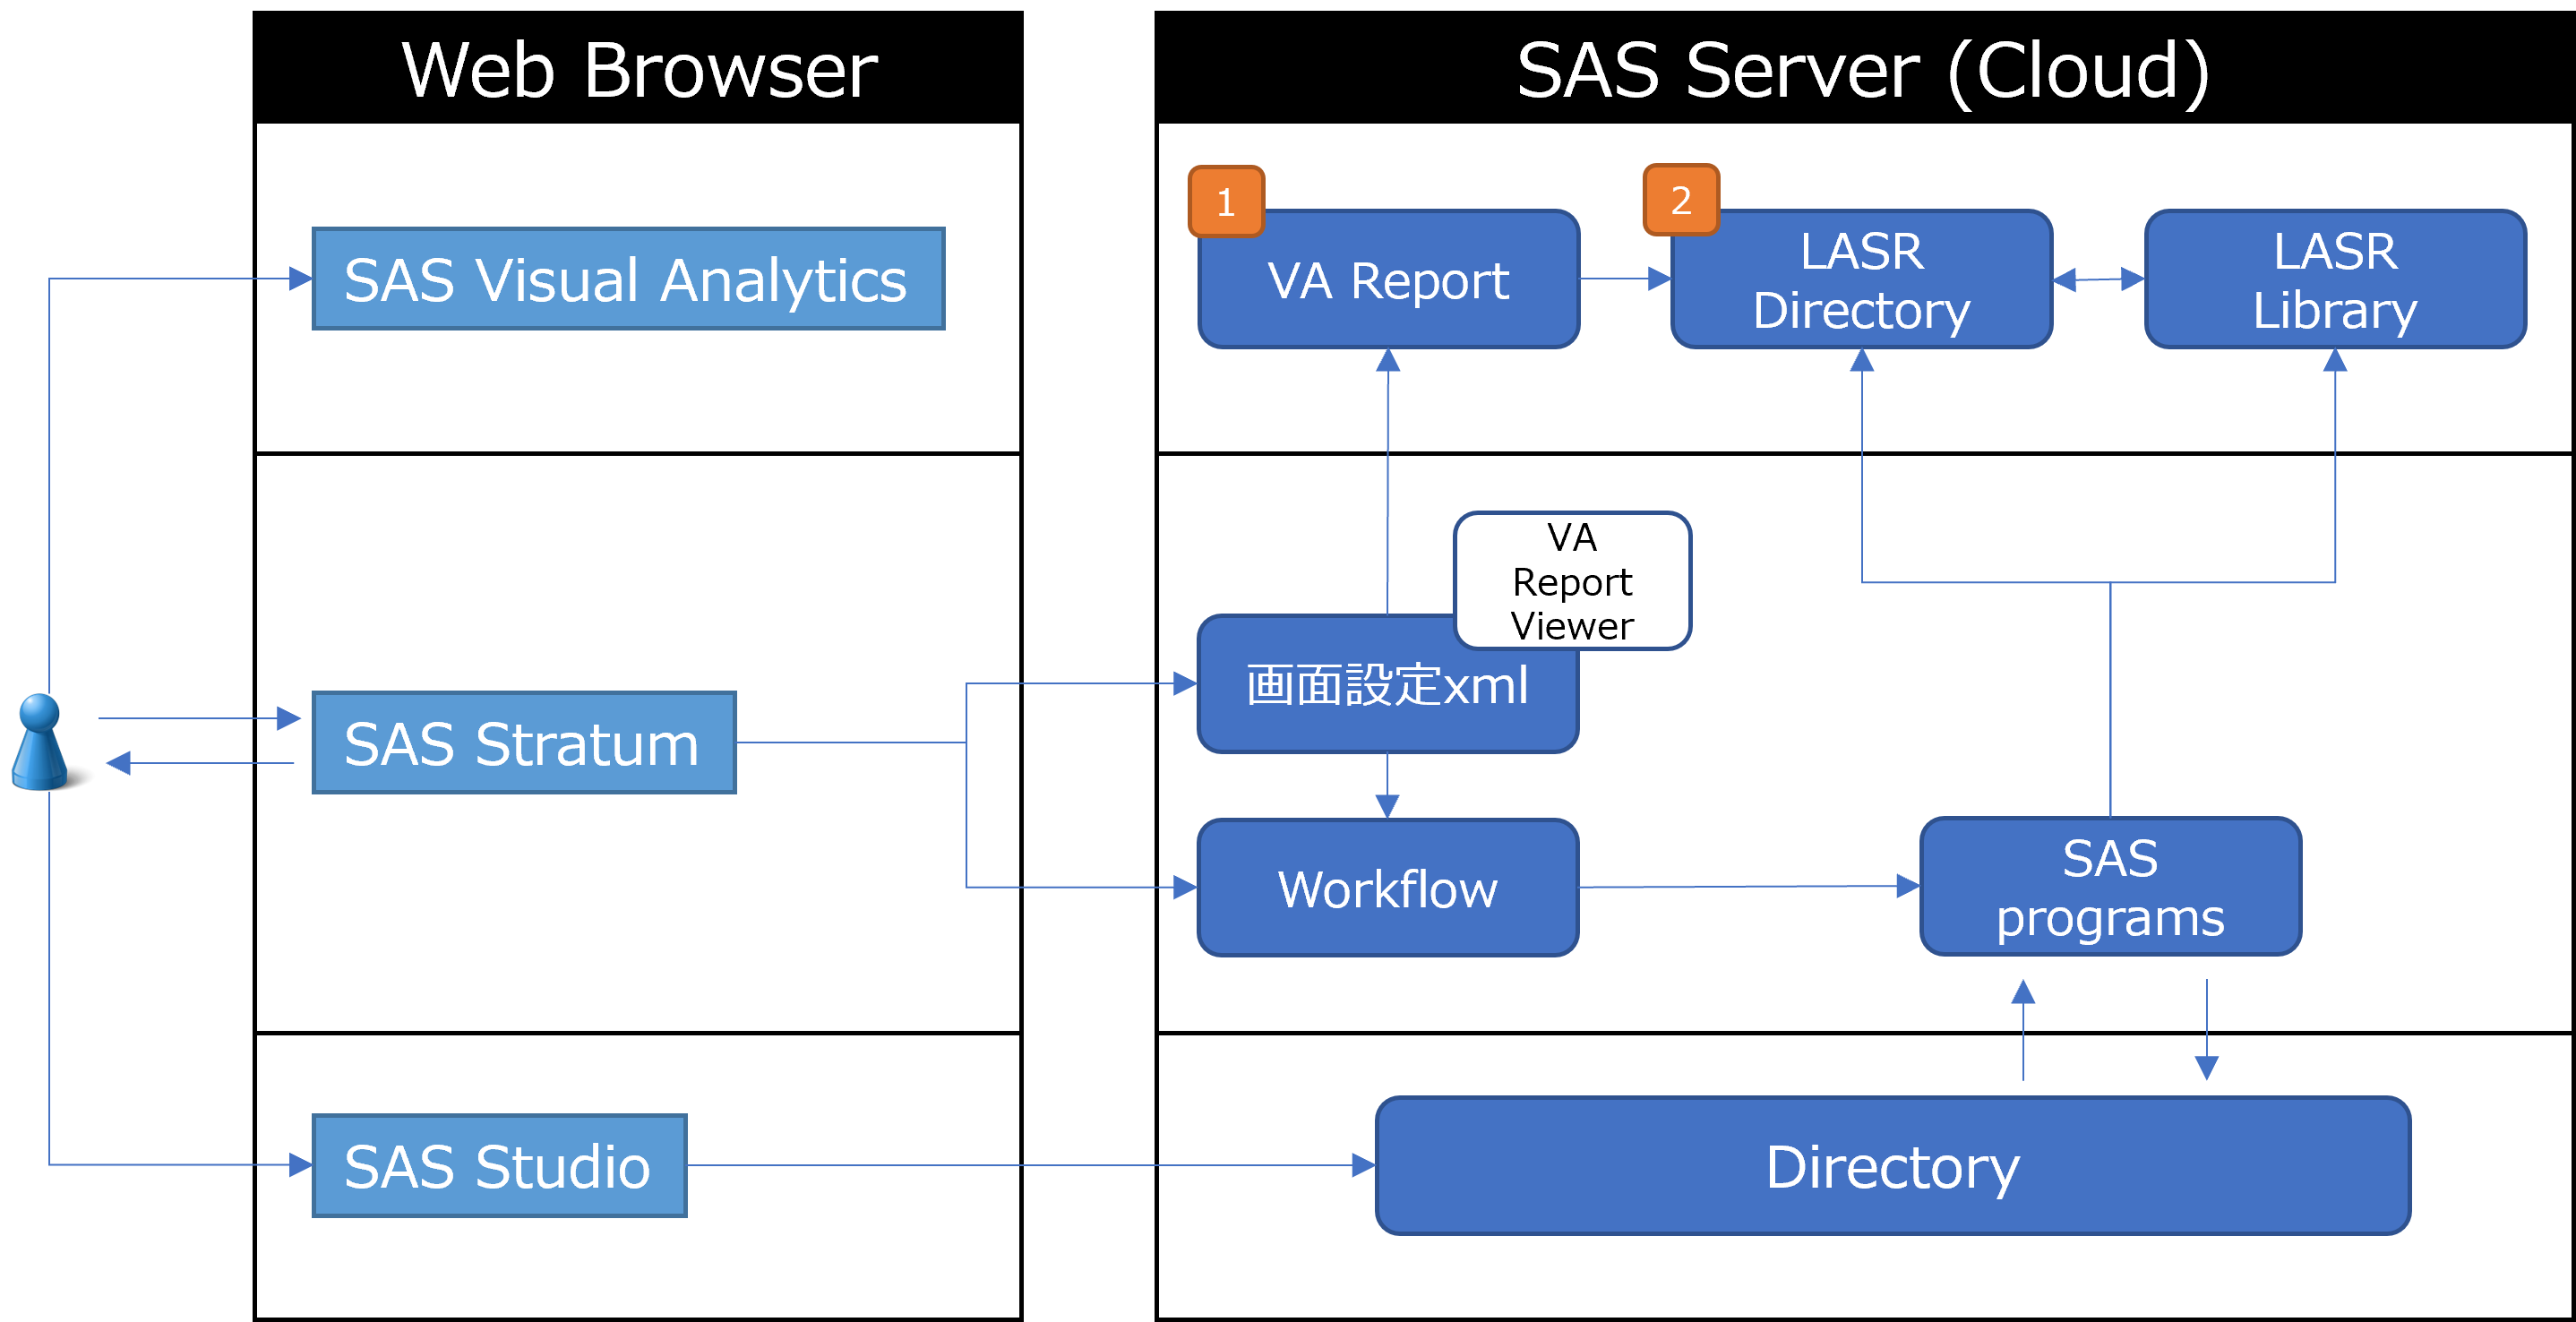 Web Browser
SAS Server (Cloud)
SAS Visual Analytics
1
VA Report
2
LASR
Directory
LASR
Library
SAS Stratum
VA
Report
Viewer
画面設定xml
Workflow
SAS
programs
SAS Studio
Directory